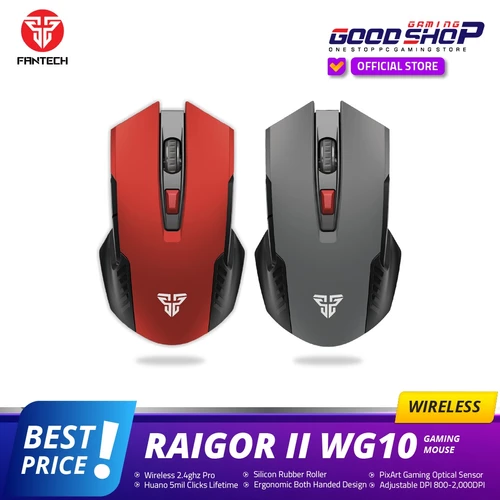 FANTECH
GAMING
GOODSHOP
ONE STOP PC GAMING STORE
OFFICIAL STORE
WIRELESS
BEST
PRICE!
RAIGOR II WG10 GAMING
MOUSE
• Wireless 2.4ghz Pro • Silicon Rubber Roller • PixArt Gaming Optical Sensor
• Huano 5mil Clicks Lifetime • Ergonomic Both Handed Design • Adjustable DPI 800-2,000DPI